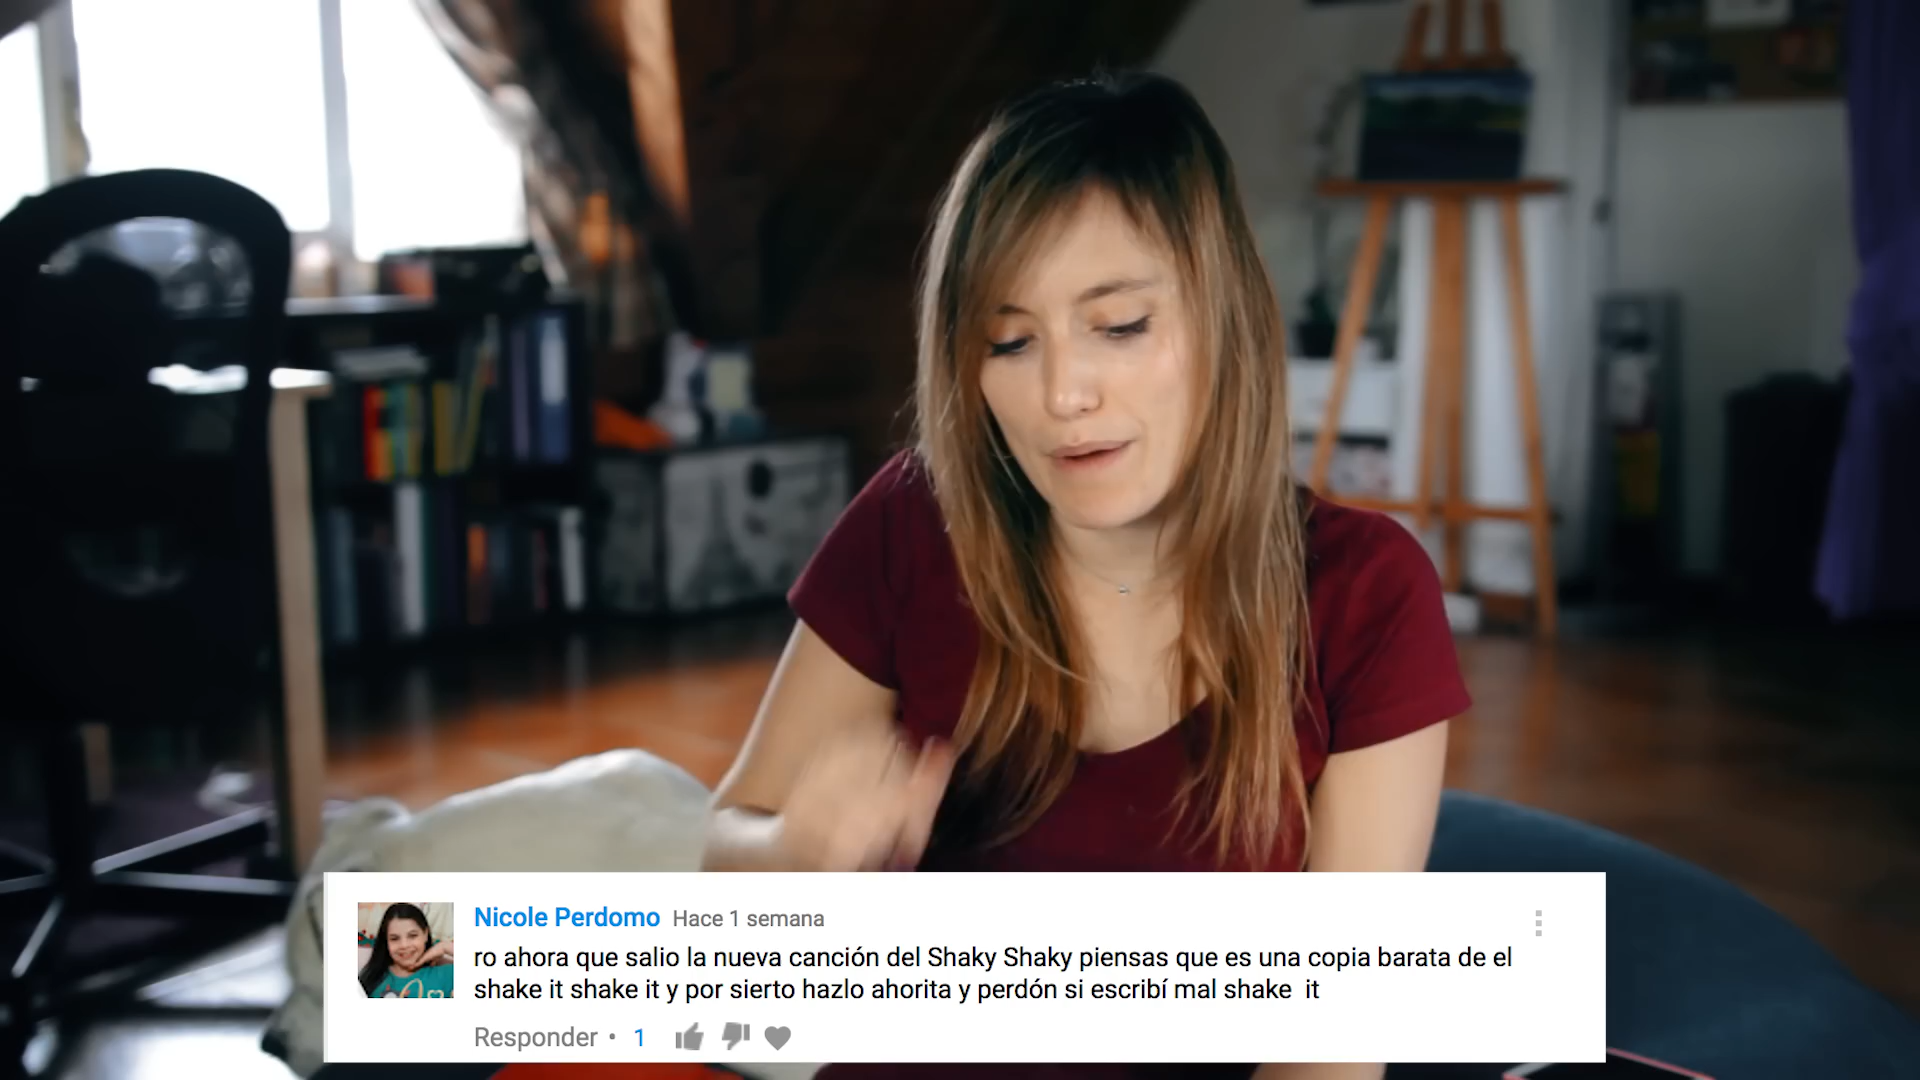 Nicole Perdomo Hace 1 semana
ro ahora que salio la nueva canción del Shaky Shaky piensas que es una copia barata de el
shake it shake it y por sierto hazlo ahorita y perdón si escribí mal shake  it
Responder • 1